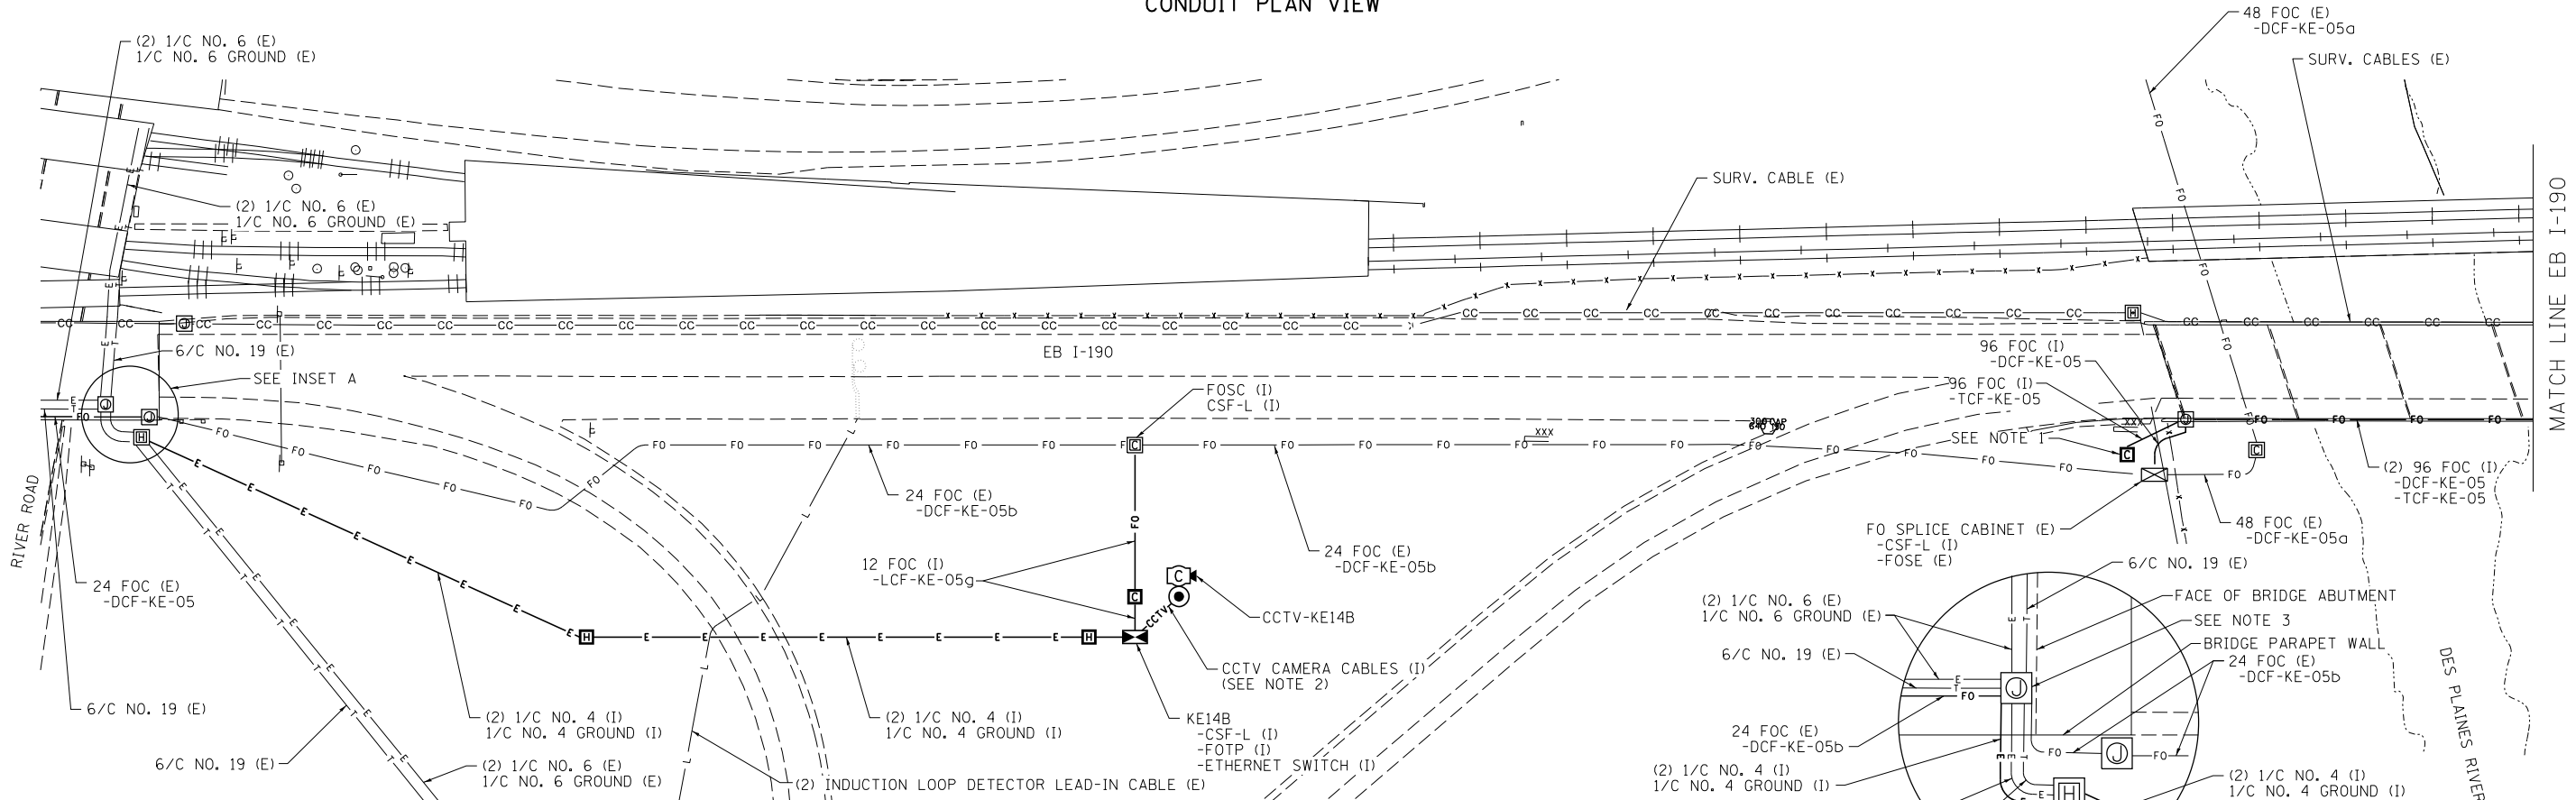 CONDUIT PLAN VIEW
48 FOC (E)
-DCF-KE-05a
(2) 1/C NO. 6 (E)
1/C NO. 6 GROUND (E)
SURV. CABLES (E)
SURV. CABLE (E)
(2) 1/C NO. 6 (E)
1/C NO. 6 GROUND (E)
MATCH LINE EB I-190
6/C NO. 19 (E)
EB I-190
96 FOC (I)
-DCF-KE-05
SEE INSET A
FOSC (I)
CSF-L (I)
96 FOC (I)
-TCF-KE-05
SEE NOTE 1
24 FOC (E)
-DCF-KE-05b
(2) 96 FOC (I)
-DCF-KE-05
-TCF-KE-05
RIVER ROAD
FO SPLICE CABINET (E)
-CSF-L (I)
-FOSE (E)
48 FOC (E)
-DCF-KE-05a
24 FOC (E)
-DCF-KE-05b
12 FOC (I)
-LCF-KE-05g
24 FOC (E)
-DCF-KE-05
6/C NO. 19 (E)
CCTV
CCTV-KE14B
(2) 1/C NO. 6 (E)
1/C NO. 6 GROUND (E)
FACE OF BRIDGE ABUTMENT
SEE NOTE 3
BRIDGE PARAPET WALL
6/C NO. 19 (E)
24 FOC (E)
-DCF-KE-05b
CCTV CAMERA CABLES (I)
(SEE NOTE 2)
6/C NO. 19 (E)
(2) 1/C NO. 4 (I)
1/C NO. 4 GROUND (I)
(2) 1/C NO. 4 (I)
1/C NO. 4 GROUND (I)
KE14B
-CSF-L (I)
-FOTP (I)
-ETHERNET SWITCH (I)
24 FOC (E)
-DCF-KE-05b
DES PLAINES RIVER
6/C NO. 19 (E)
(2) 1/C NO. 6 (E)
1/C NO. 6 GROUND (E)
(2) INDUCTION LOOP DETECTOR LEAD-IN CABLE (E)
(2) 1/C NO. 4 (I)
1/C NO. 4 GROUND (I)
(2) 1/C NO. 4 (I)
1/C NO. 4 GROUND (I)